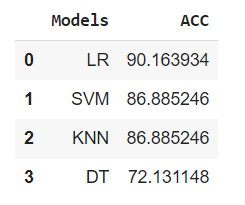 Models ACC
0 LR 90.163934
1 SVM 86.885246
2 KNN 86.885246
3 DT 72.131148